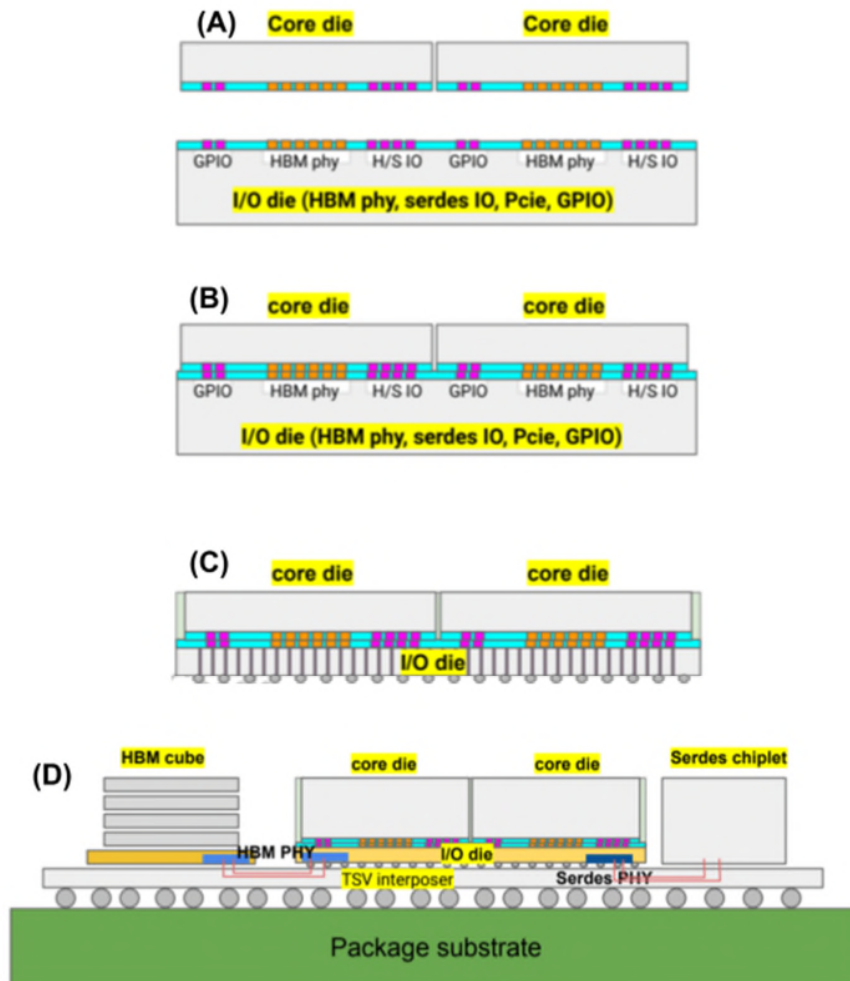 (A)
Core die
Core die
GPIO
HBM phy
H/S IO
GPIO
HBM phy
H/S IO
I/O die (HBM phy, serdes IO, Pcie, GPIO)
(B)
core die
core die
GPIO
HBM phy
H/S IO
GPIO
HBM phy
H/S IO
I/O die (HBM phy, serdes IO, Pcie, GPIO)
(C)
core die
core die
I/O die
(D)
HBM cube
core die
core die
Serdes chiplet
HBM PHY
I/O die
TSV interposer
Serdes PHY
Package substrate